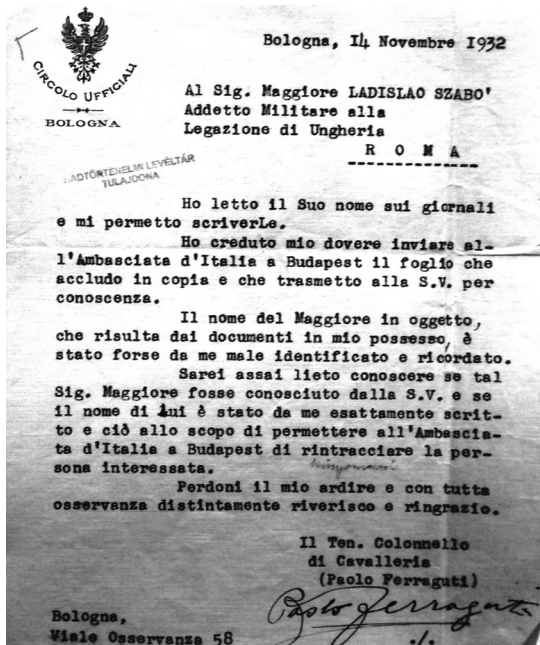 CIRCOLO UFFICIALI
BOLOGNA
Bologna, I4 Novembre I932
Al Sig. Maggiore LADISLAO SZABO'
Addetto Militare alla
Legazione di Ungheria
R O M A
HADTÖRTÉNELMI LEVÉLTÁR
TULAJDONA
Ho letto il Suo nome sui giornali
e mi permetto scriverLe.
Ho creduto mio dovere inviare al-
l'Ambasciata d'Italia a Budapest il foglio che
accludo in copia e che trasmetto alla S.V. per
conoscenza.
Il nome del Maggiore in oggetto,
che risulta dai documenti in mio possesso, è
stato forse da me male identificato e ricordato.
Sarei assai lieto conoscere se tal
Sig. Maggiore fosse conosciuto dalla S.V. e se
il nome di Lui è stato da me esattamente scrit-
to e ciò allo scopo di permettere all'Ambascia-
ta d'Italia a Budapest di rintracciare la per-
sona interessata.
Perdoni il mio ardire e con tutta
osservanza distintamente riverisco e ringrazio.
Il Ten. Colonnello
di Cavalleria
(Paolo Ferraguti)
Paolo Ferraguti
Bologna,
Viale Osservanza 58
./.